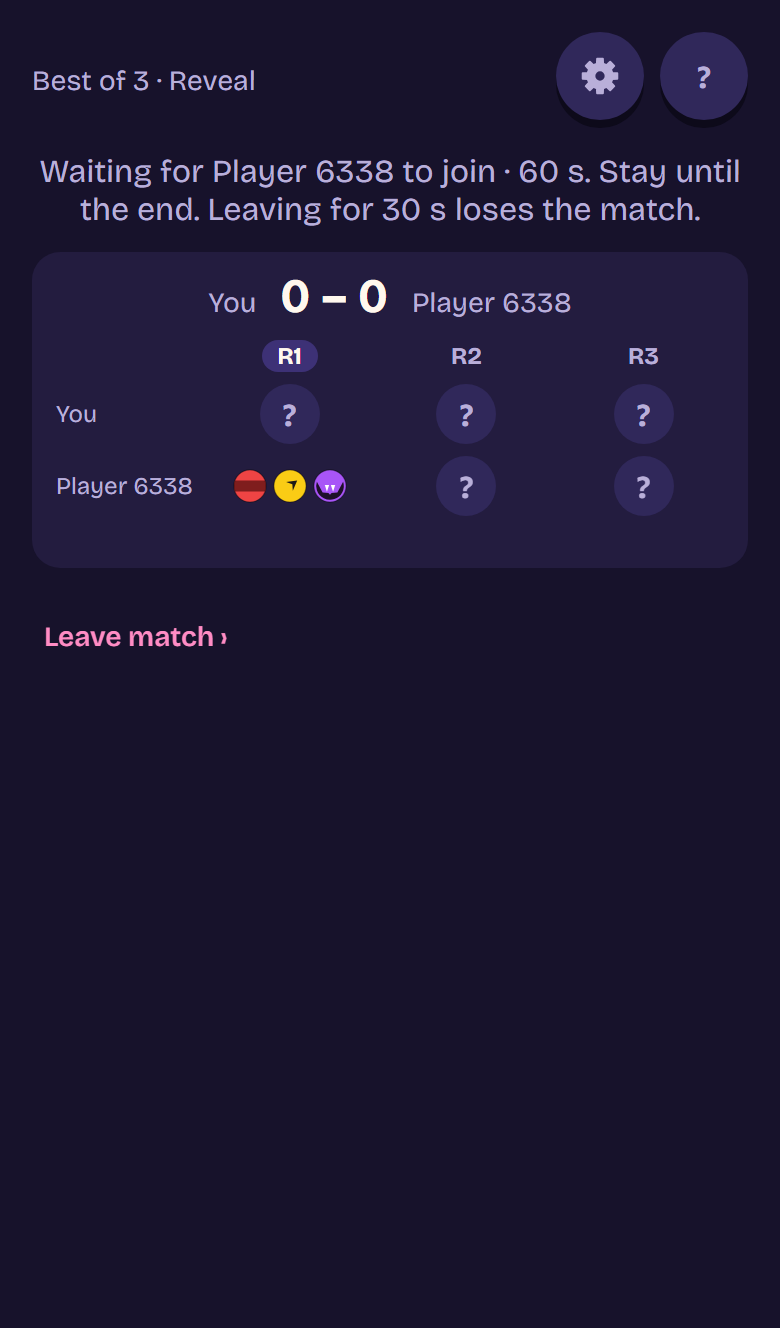 Best of 3 · Reveal
?
Waiting for Player 6338 to join · 60 s. Stay until
the end. Leaving for 30 s loses the match.
You 0 – 0 Player 6338
R1 R2 R3
You ? ? ?
Player 6338 ? ?
Leave match ›